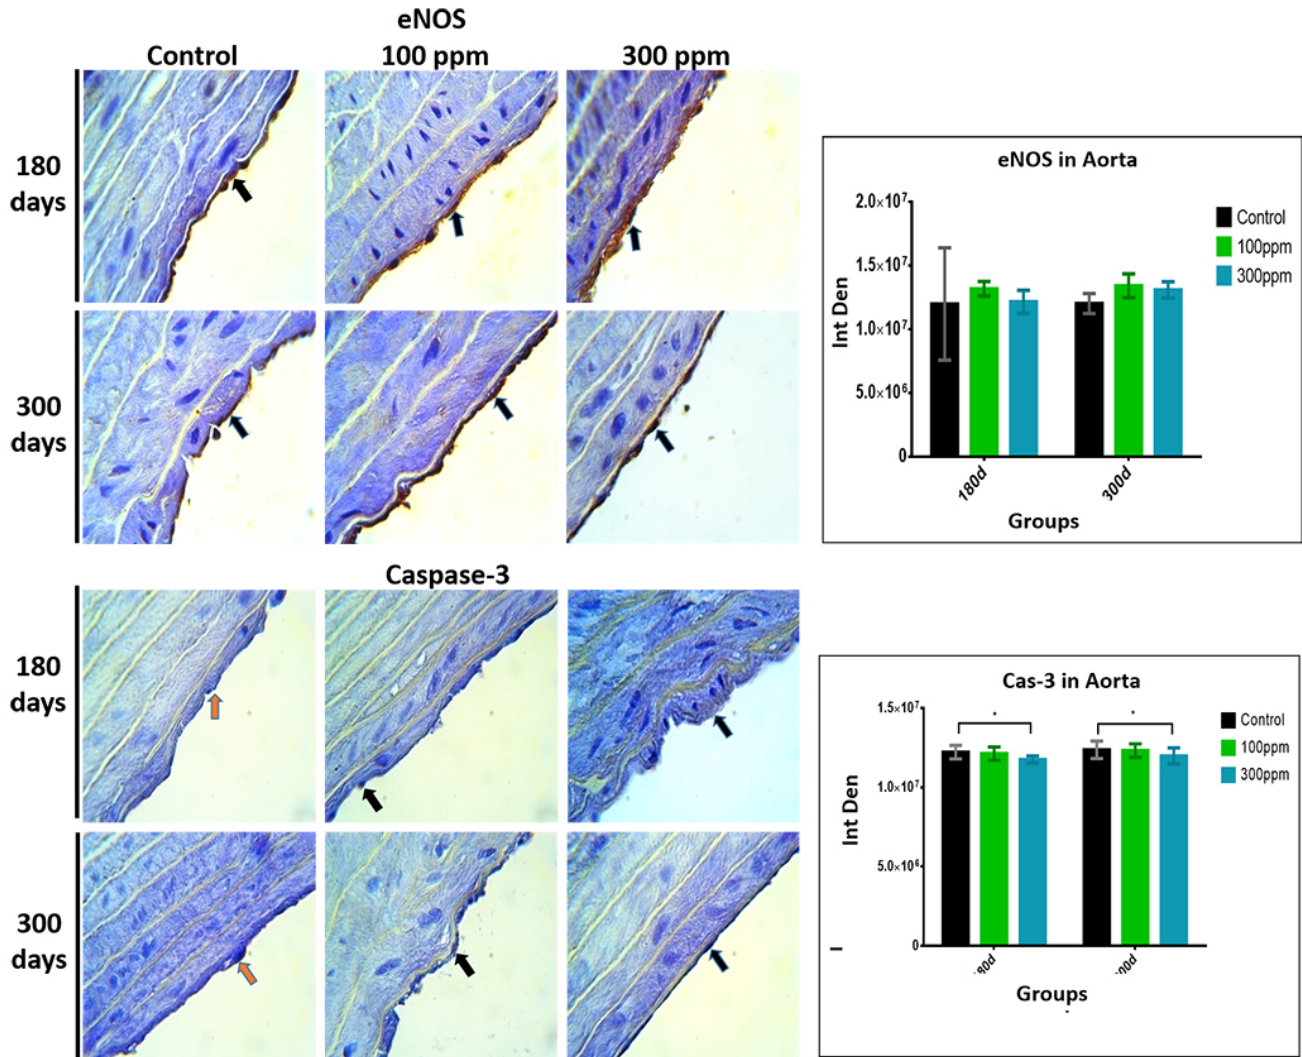 eNOS
Control 100 ppm 300 ppm
180
days
300
days
eNOS in Aorta
2.0×10⁷
1.5×10⁷
1.0×10⁷
5.0×10⁶
0
Int Den
Control
100ppm
300ppm
180d
300d
Groups
Caspase-3
180
days
300
days
Cas-3 in Aorta
1.5×10⁷
1.0×10⁷
5.0×10⁶
0
Int Den
Control
100ppm
300ppm
Groups